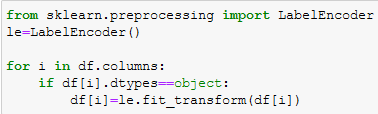 from sklearn.preprocessing import LabelEncoder
le=LabelEncoder()

for i in df.columns:
    if df[i].dtypes==object:
        df[i]=le.fit_transform(df[i])